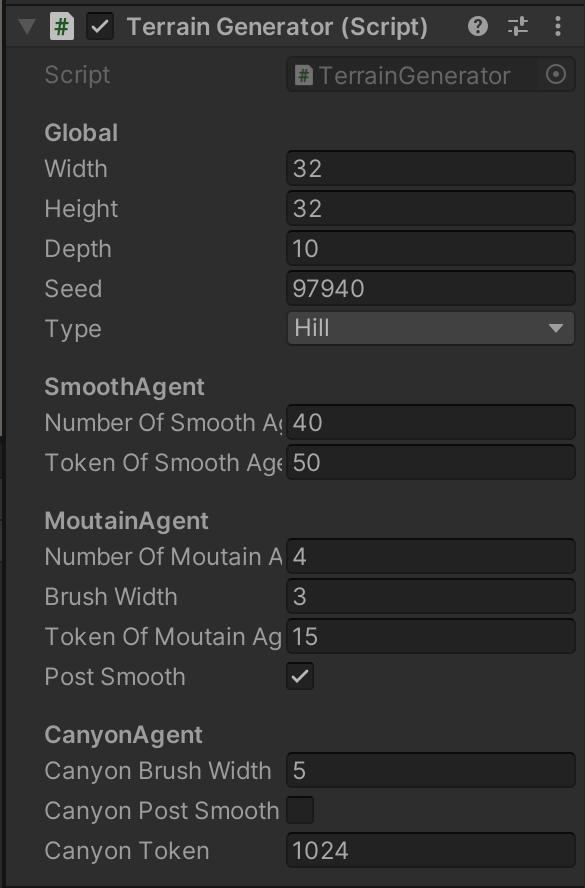 Terrain Generator (Script)
Script TerrainGenerator
Global
Width 32
Height 32
Depth 10
Seed 97940
Type Hill
SmoothAgent
Number Of Smooth Ag 40
Token Of Smooth Age 50
MoutainAgent
Number Of Moutain A 4
Brush Width 3
Token Of Moutain Ag 15
Post Smooth
CanyonAgent
Canyon Brush Width 5
Canyon Post Smooth
Canyon Token 1024